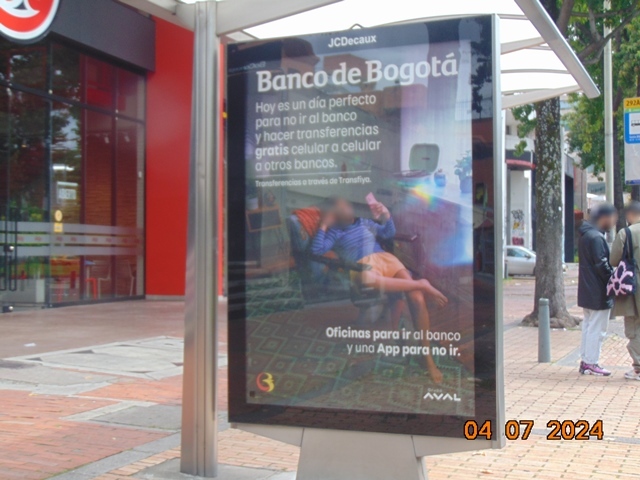 JCDecaux
Banco de Bogotá
Hoy es un día perfecto
para no ir al banco
y hacer transferencias
gratis celular a celular
a otros bancos.
Transferencias a través de Transfiya.
Oficinas para ir al banco
y una App para no ir.
AVAL
292A
04 07 2024